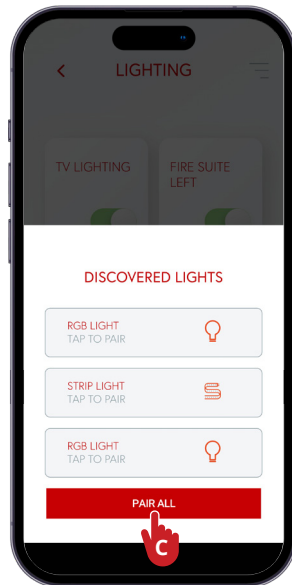 LIGHTING
TV LIGHTING
FIRE SUITE
LEFT
DISCOVERED LIGHTS
RGB LIGHT
TAP TO PAIR
STRIP LIGHT
TAP TO PAIR
RGB LIGHT
TAP TO PAIR
PAIR ALL
C